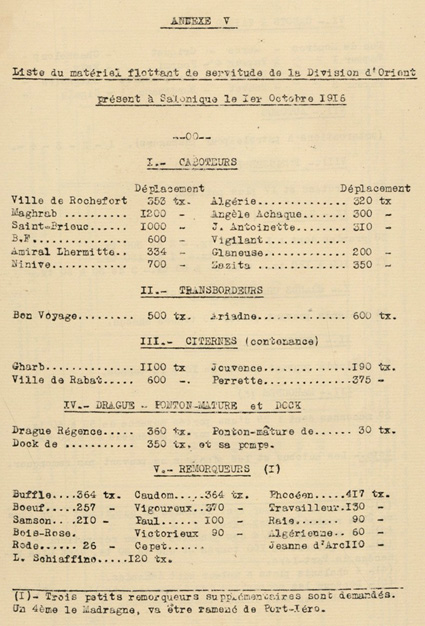 ANNEXE V
Liste du matériel flottant de servitude de la Division d'Orient
présent à Salonique le 1er Octobre 1916
--oo--
I.- CABOTEURS
Déplacement Déplacement
Ville de Rochefort 353 tx. Algérie.............. 320 tx
Maghrab .......... 1200 - Angèle Achaque....... 300 -
Saint-Brieuc..... 1000 - J. Antoinette........ 310 -
B.F............... 600 - Vigilant.............
Amiral Lhermitte.. 334 - Glaneuse............. 200 -
Ninive............ 700 - Zazita .............. 350 -
II.- TRANSBORDEURS
Bon Voyage......... 500 tx. Ariadne.............. 600 tx.
III.- CITERNES (contenance)
Gharb............. 1100 tx Jouvence.............190 tx.
Ville de Rabat.... 600 -. Perrette.............375 -
IV.- DRAGUE - PONTON-MATURE et DOCK
Drague Régence..... 360 tx. Ponton-mâture de...... 30 tx.
Dock de .......... 350 tx. et sa pompe.
V.- REMORQUEURS (I)
Buffle....364 tx. Caudom....364 tx. Phocéen....417 tx.
Boeuf.....257 - Vigoureux.370 - Travailleur.130 -
Samson...210 - Paul..... 100 - Raie...... 90 -
Bois-Rose. Victorieux 90 - Algérienne.. 60 -
Rode...... 26 - Cépet...... Jeanne d'Arc110 -
L. Schiaffino....120 tx.
(I)- Trois petits remorqueurs supplémentaires sont demandés.
Un 4ème le Madragne, va être ramené de Port-Léro.